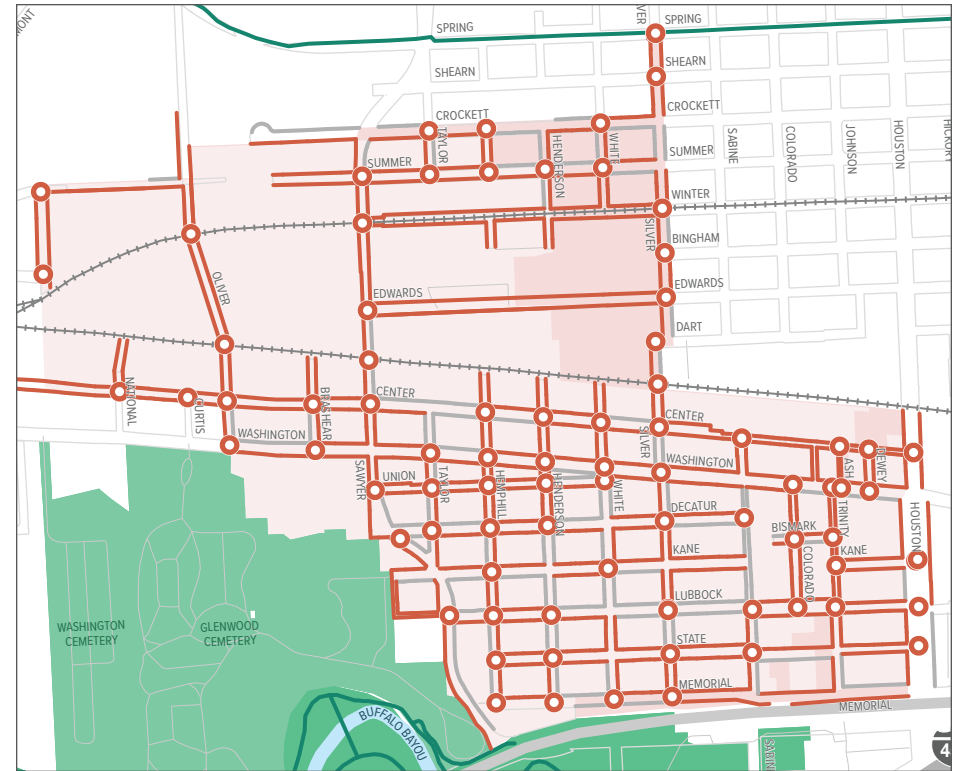 SPRING
SPRING
SHEARN
SHEARN
CROCKETT
CROCKETT
TAYLOR
HENDERSON
WHITE
SABINE
COLORADO
JOHNSON
HOUSTON
SUMMER
SUMMER
WINTER
SILVER
BINGHAM
OLIVER
EDWARDS
EDWARDS
DART
NATIONAL
CURTIS
BRASHEAR
CENTER
CENTER
SILVER
WASHINGTON
WASHINGTON
SAWYER
UNION
TAYLOR
HEMPHILL
HENDERSON
WHITE
ASH
DEWEY
DECATUR
BISMARK
TRINITY
HOUSTON
KANE
KANE
COLORADO
LUBBOCK
WASHINGTON
CEMETERY
GLENWOOD
CEMETERY
STATE
MEMORIAL
MEMORIAL
BUFFALO BAYOU
4